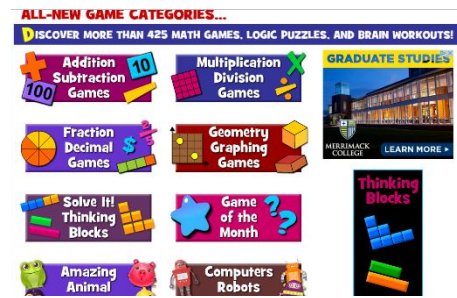 ALL-NEW GAME CATEGORIES...
DISCOVER MORE THAN 425 MATH GAMES, LOGIC PUZZLES, AND BRAIN WORKOUTS!
Addition
Subtraction
Games
10
100
Multiplication
Division
Games
GRADUATE STUDIES
MERRIMACK
COLLEGE
LEARN MORE
Fraction
Decimal
Games
$
2/5
Geometry
Graphing
Games
Solve It!
Thinking
Blocks
Game
of the
Month
??
Thinking
Blocks
Amazing
Animal
Computers
Robots